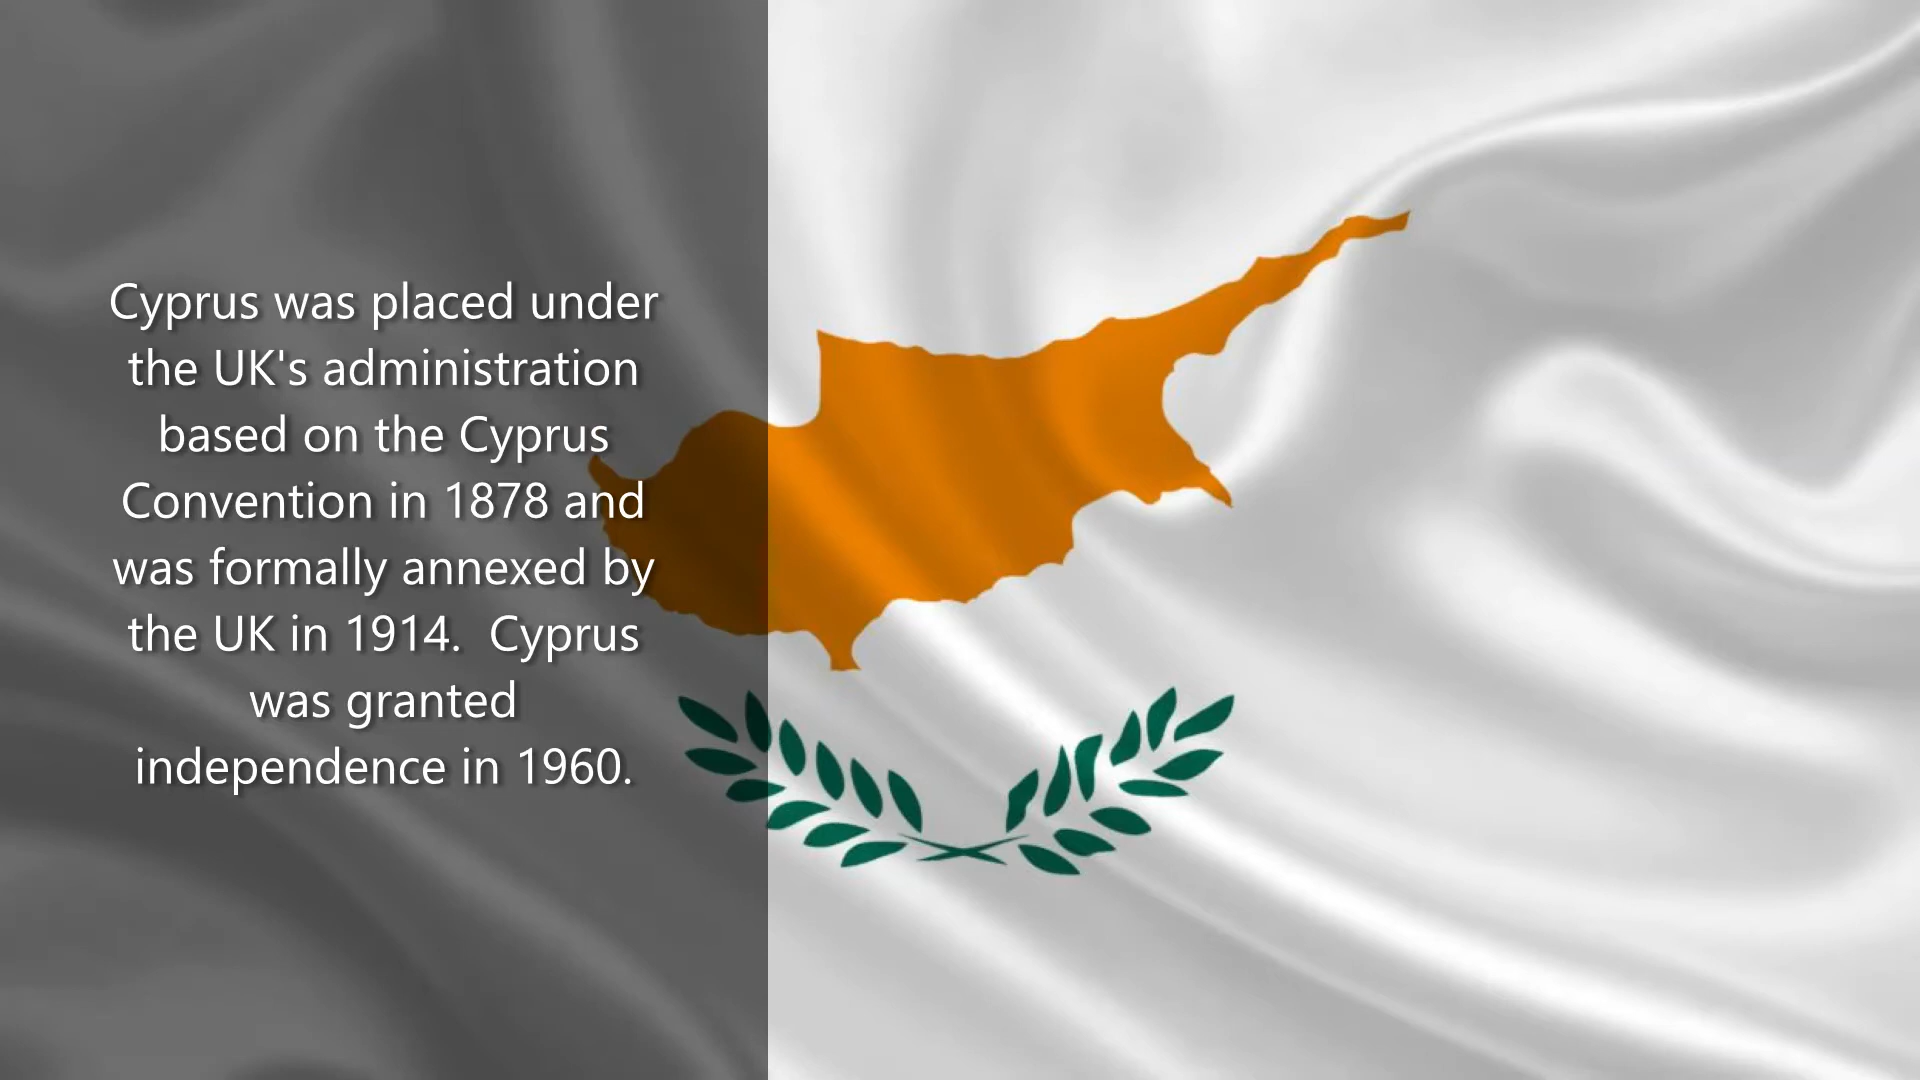 Cyprus was placed under
the UK's administration
based on the Cyprus
Convention in 1878 and
was formally annexed by
the UK in 1914.  Cyprus
was granted
independence in 1960.